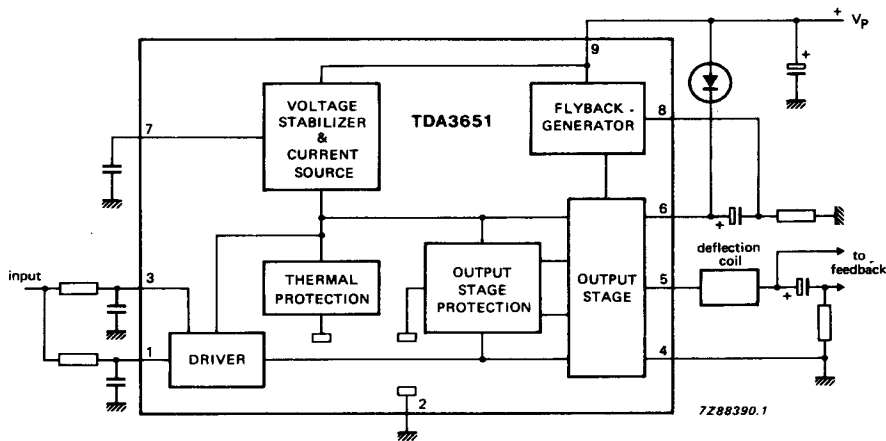 +
Vp
9
+
VOLTAGE
STABILIZER
&
CURRENT
SOURCE
TDA3651
FLYBACK -
GENERATOR
8
7
6
+
deflection
coil
to
feedback
input
3
THERMAL
PROTECTION
OUTPUT
STAGE
PROTECTION
OUTPUT
STAGE
5
+
1
DRIVER
4
2
7Z88390.1